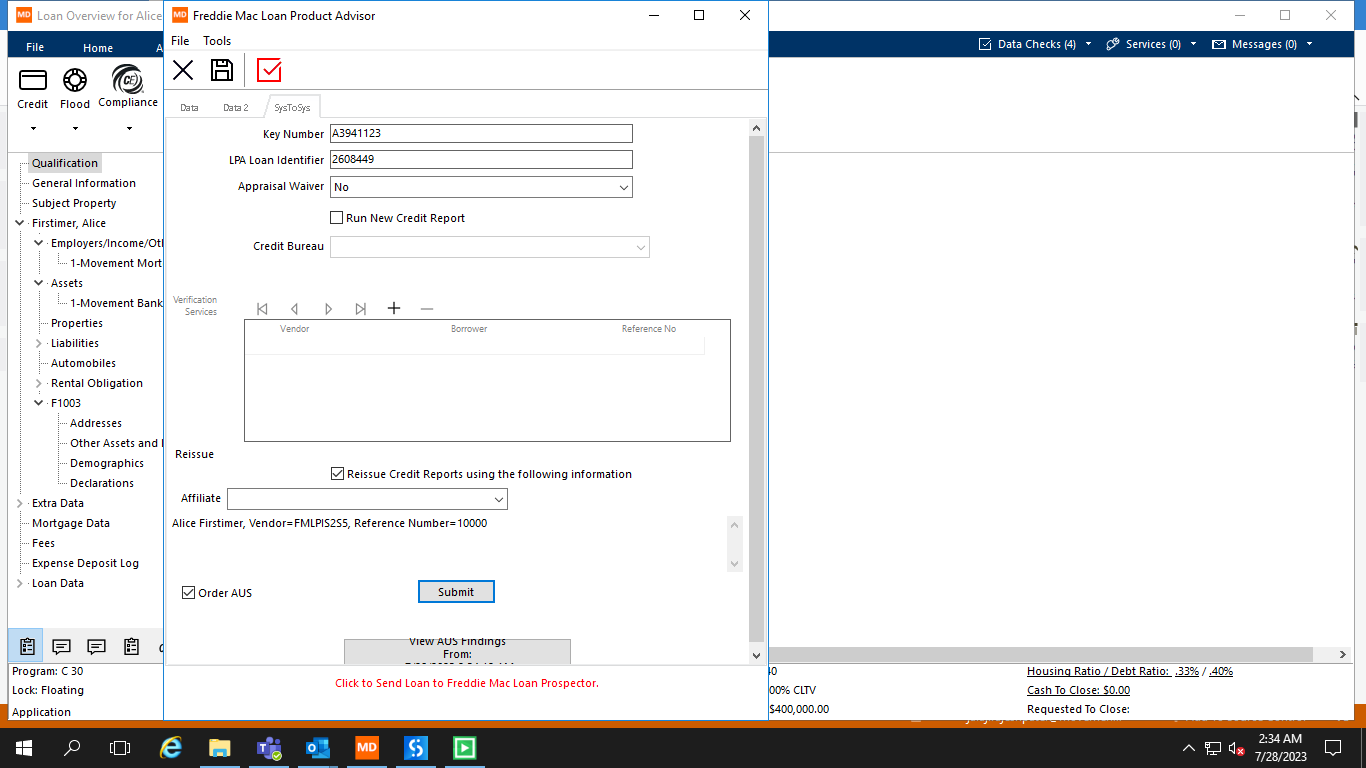 MD Loan Overview for Alice
MD Freddie Mac Loan Product Advisor
File Home
File Tools
Data Checks (4) Services (0) Messages (0)
Credit Flood Compliance
Data Data 2 SysToSys
Key Number A3941123
LPA Loan Identifier 2608449
Appraisal Waiver No
Run New Credit Report
Credit Bureau
Verification
Services
Vendor Borrower Reference No
Reissue
Reissue Credit Reports using the following information
Affiliate
Alice Firstimer, Vendor=FMLPIS2S5, Reference Number=10000
Order AUS Submit
View AUS Findings
From:
Click to Send Loan to Freddie Mac Loan Prospector.
Qualification
General Information
Subject Property
Firstimer, Alice
Employers/Income/Otl
1-Movement Mort
Assets
1-Movement Bank
Properties
Liabilities
Automobiles
Rental Obligation
F1003
Addresses
Other Assets and
Demographics
Declarations
Extra Data
Mortgage Data
Fees
Expense Deposit Log
Loan Data
Program: C 30
Lock: Floating
Application
40
00% CLTV
$400,000.00
Housing Ratio / Debt Ratio: .33% / .40%
Cash To Close: $0.00
Requested To Close:
MD
2:34 AM
7/28/2023